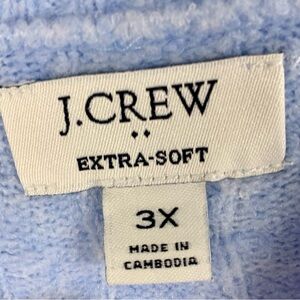 J.CREW
EXTRA-SOFT
3X
MADE IN
CAMBODIA